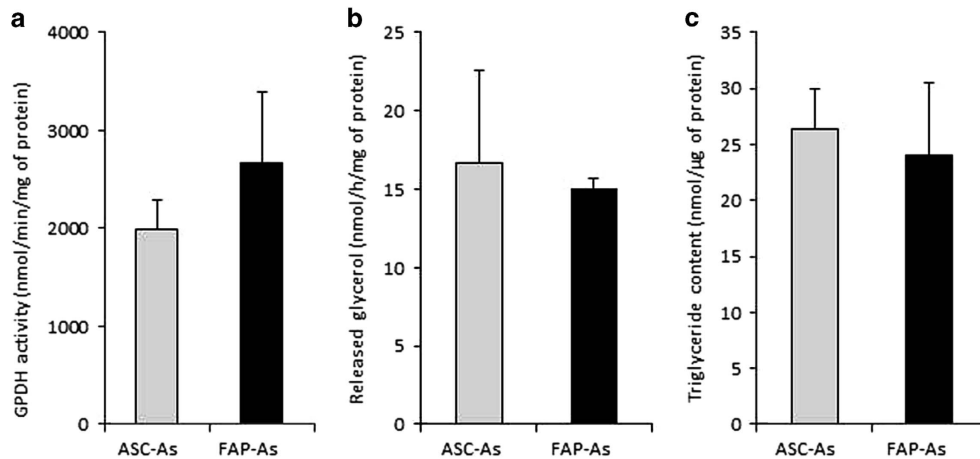 a
GPDH activity (nmol/min/mg of protein)
4000
3000
2000
1000
0
ASC-As FAP-As
b
Released glycerol (nmol/h/mg of protein)
25
20
15
10
5
0
ASC-As FAP-As
c
Triglyceride content (nmol/µg of protein)
35
30
25
20
15
10
5
0
ASC-As FAP-As